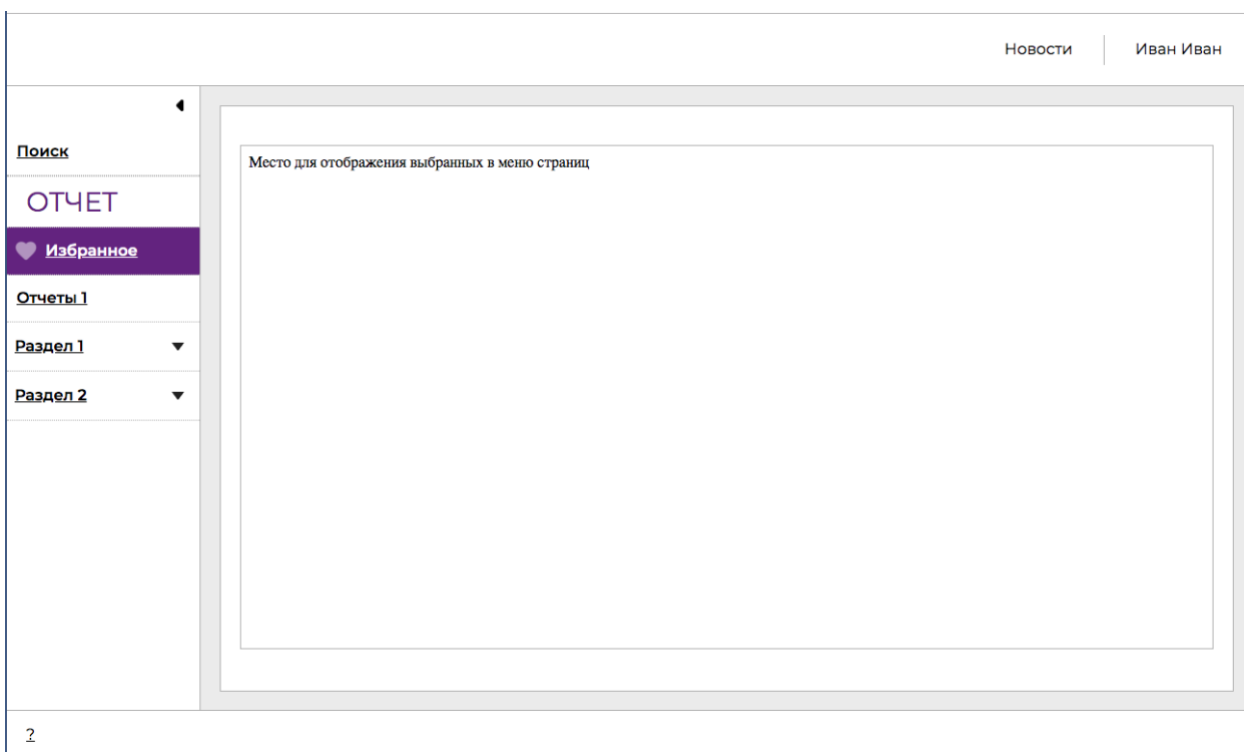 Новости
Иван Иван
Поиск
Место для отображения выбранных в меню страниц
ОТЧЕТ
Избранное
Отчеты 1
Раздел 1
Раздел 2
?